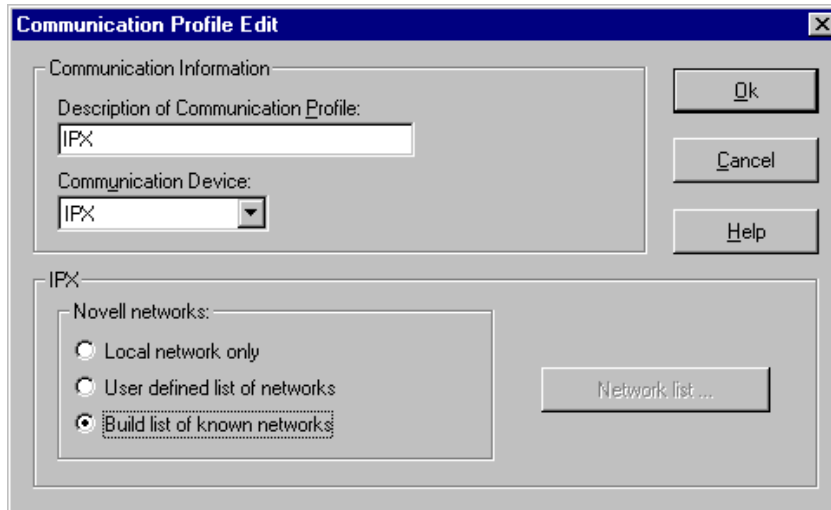 Communication Profile Edit
Communication Information
Description of Communication Profile:
IPX
Communication Device:
IPX
Ok
Cancel
Help
IPX
Novell networks:
Local network only
User defined list of networks
Build list of known networks
Network list ...